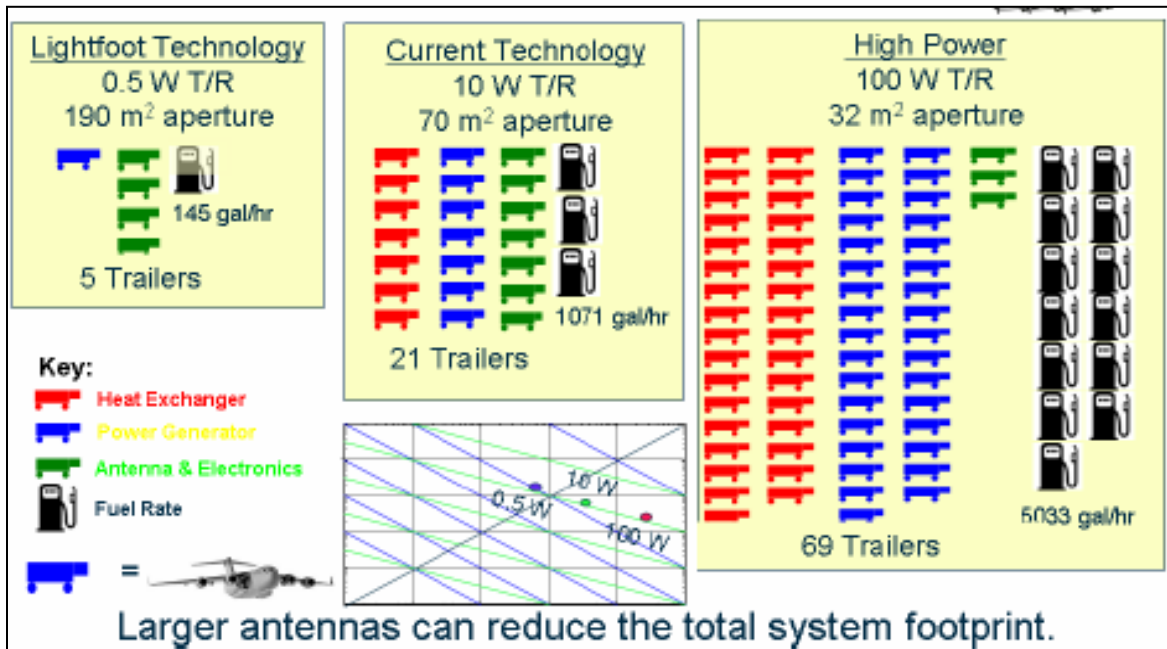 Lightfoot Technology
0.5 W T/R
190 m² aperture
145 gal/hr
5 Trailers
Current Technology
10 W T/R
70 m² aperture
1071 gal/hr
21 Trailers
High Power
100 W T/R
32 m² aperture
5033 gal/hr
69 Trailers
Key:
Heat Exchanger
Power Generator
Antenna & Electronics
Fuel Rate
=
0.5 W
10 W
100 W
Larger antennas can reduce the total system footprint.